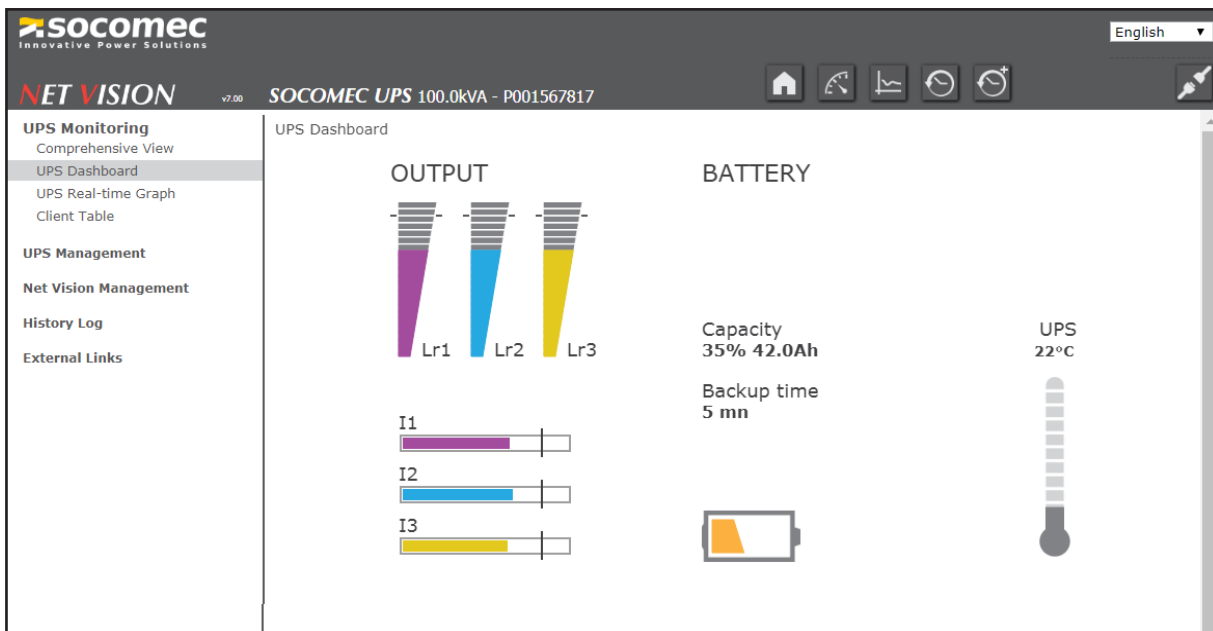 socomec
Innovative Power Solutions
English
NET VISION v7.00 SOCOMEC UPS 100.0kVA - P001567817
UPS Monitoring
Comprehensive View
UPS Dashboard
UPS Real-time Graph
Client Table
UPS Management
Net Vision Management
History Log
External Links
UPS Dashboard
OUTPUT
Lr1 Lr2 Lr3
I1
I2
I3
BATTERY
Capacity
35% 42.0Ah
Backup time
5 mn
UPS
22°C